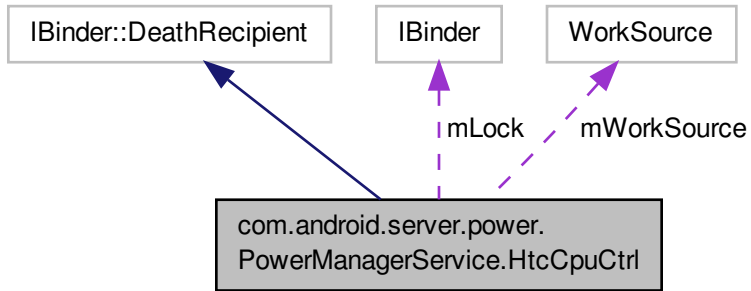 IBinder::DeathRecipient
IBinder
WorkSource
mLock
mWorkSource
com.android.server.power.
PowerManagerService.HtcCpuCtrl